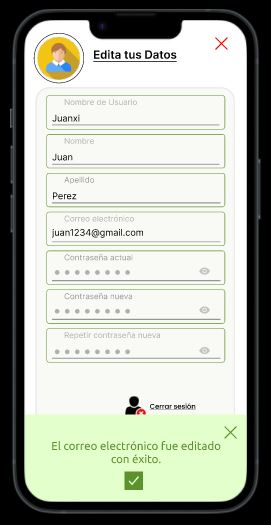 Edita tus Datos
Nombre de Usuario
Juanxi
Nombre
Juan
Apellido
Perez
Correo electrónico
juan1234@gmail.com
Contraseña actual
Contraseña nueva
Repetir contraseña nueva
Cerrar sesión
El correo electrónico fue editado
con éxito.